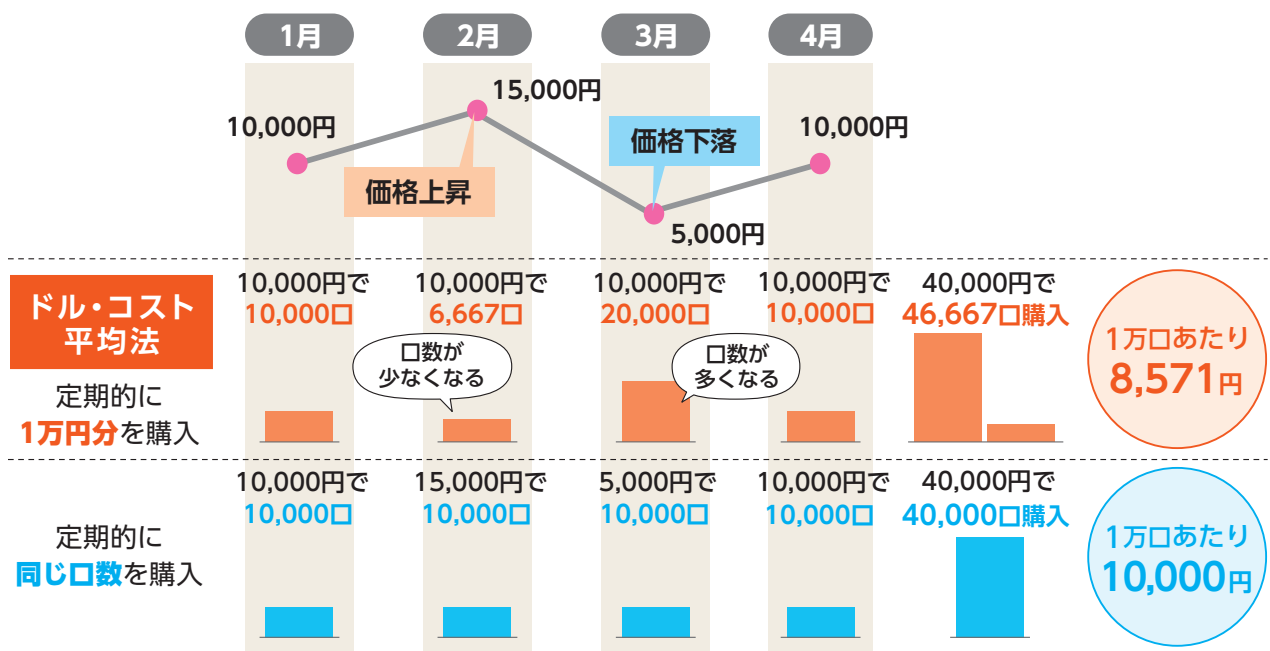 1月
2月
3月
4月
10,000円
15,000円
価格上昇
価格下落
5,000円
10,000円
ドル・コスト
平均法
定期的に
1万円分を購入
10,000円で
10,000口
10,000円で
6,667口
口数が
少なくなる
10,000円で
20,000口
口数が
多くなる
10,000円で
10,000口
40,000円で
46,667口購入
1万口あたり
8,571円
定期的に
同じ口数を購入
10,000円で
10,000口
15,000円で
10,000口
5,000円で
10,000口
10,000円で
10,000口
40,000円で
40,000口購入
1万口あたり
10,000円